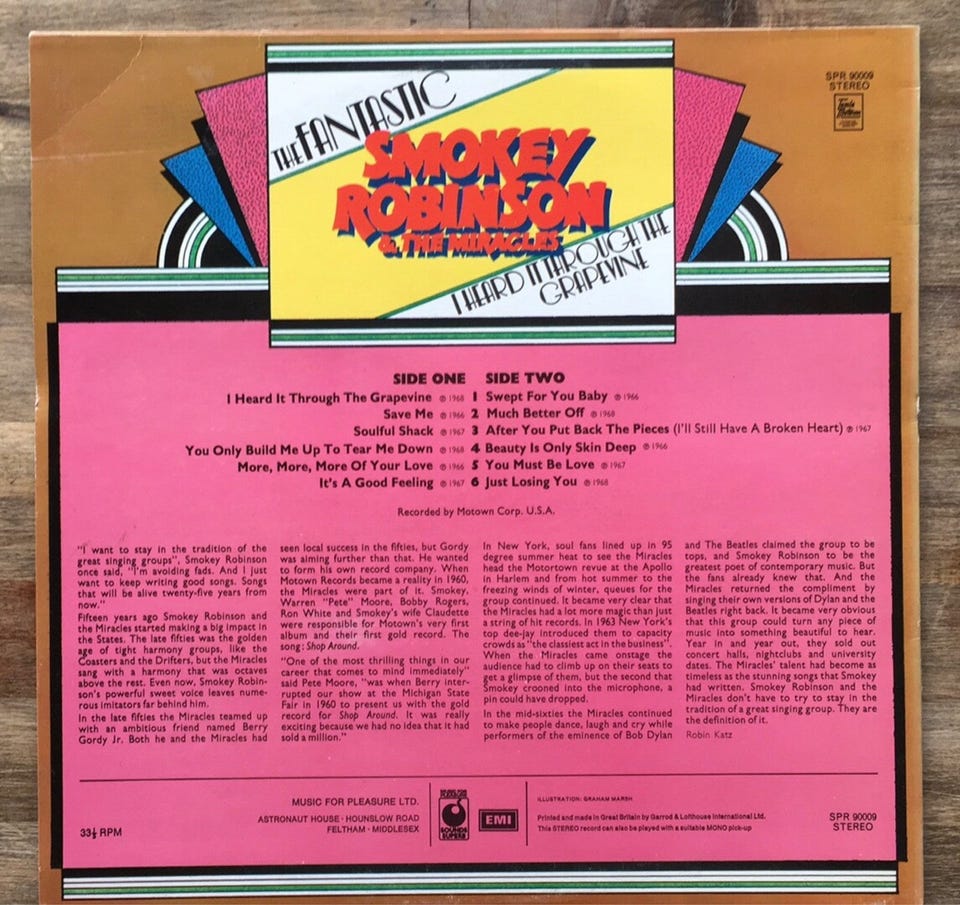 SPR 90009
STEREO
Tamla Motown
THE FANTASTIC
SMOKEY
ROBINSON
& THE MIRACLES
I HEARD IT THROUGH THE
GRAPEVINE
SIDE ONE SIDE TWO
I Heard It Through The Grapevine ℗ 1968 1 Swept For You Baby ℗ 1966
Save Me ℗ 1966 2 Much Better Off ℗ 1968
Soulful Shack ℗ 1967 3 After You Put Back The Pieces (I'll Still Have A Broken Heart) ℗ 1967
You Only Build Me Up To Tear Me Down ℗ 1968 4 Beauty Is Only Skin Deep ℗ 1966
More, More, More Of Your Love ℗ 1966 5 You Must Be Love ℗ 1967
It's A Good Feeling ℗ 1967 6 Just Losing You ℗ 1968
Recorded by Motown Corp. U.S.A.
"I want to stay in the tradition of the
great singing groups", Smokey Robinson
once said, "I'm avoiding fads. And I just
want to keep writing good songs. Songs
that will be alive twenty-five years from
now."
Fifteen years ago Smokey Robinson and
the Miracles started making a big impact in
the States. The late fifties was the golden
age of tight harmony groups, like the
Coasters and the Drifters, but the Miracles
sang with a harmony that was octaves
above the rest. Even now, Smokey Robin-
son's powerful sweet voice leaves nume-
rous imitators far behind him.
In the late fifties the Miracles teamed up
with an ambitious friend named Berry
Gordy Jr. Both he and the Miracles had
seen local success in the fifties, but Gordy
was aiming further than that. He wanted
to form his own record company. When
Motown Records became a reality in 1960,
the Miracles were part of it. Smokey,
Warren "Pete" Moore, Bobby Rogers,
Ron White and Smokey's wife Claudette
were responsible for Motown's very first
album and their first gold record. The
song: Shop Around.
"One of the most thrilling things in our
career that comes to mind immediately"
said Pete Moore, "was when Berry inter-
rupted our show at the Michigan State
Fair in 1960 to present us with the gold
record for Shop Around. It was really
exciting because we had no idea that it had
sold a million."
In New York, soul fans lined up in 95
degree summer heat to see the Miracles
head the Motortown revue at the Apollo
in Harlem and from hot summer to the
freezing winds of winter, queues for the
group continued. It became very clear that
the Miracles had a lot more magic than just
a string of hit records. In 1963 New York's
top dee-jay introduced them to capacity
crowds as "the classiest act in the business".
When the Miracles came onstage the
audience had to climb up on their seats to
get a glimpse of them, but the second that
Smokey crooned into the microphone, a
pin could have dropped.
In the mid-sixties the Miracles continued
to make people dance, laugh and cry while
performers of the eminence of Bob Dylan
and The Beatles claimed the group to be
tops, and Smokey Robinson to be the
greatest poet of contemporary music. But
the fans already knew that. And the
Miracles returned the compliment by
singing their own versions of Dylan and the
Beatles right back. It became very obvious
that this group could turn any piece of
music into something beautiful to hear.
Year in and year out, they sold out
concert halls, nightclubs and university
dates. The Miracles' talent had become as
timeless as the stunning songs that Smokey
had written. Smokey Robinson and the
Miracles don't have to try to stay in the
tradition of a great singing group. They are
the definition of it.
Robin Katz
33⅓ RPM
MUSIC FOR PLEASURE LTD.
ASTRONAUT HOUSE · HOUNSLOW ROAD
FELTHAM · MIDDLESEX
SOUNDS
SUPERB
EMI
ILLUSTRATION: GRAHAM MARSH
Printed and made in Great Britain by Garrod & Lofthouse International Ltd.
This STEREO record can also be played with a suitable MONO pick-up
SPR 90009
STEREO